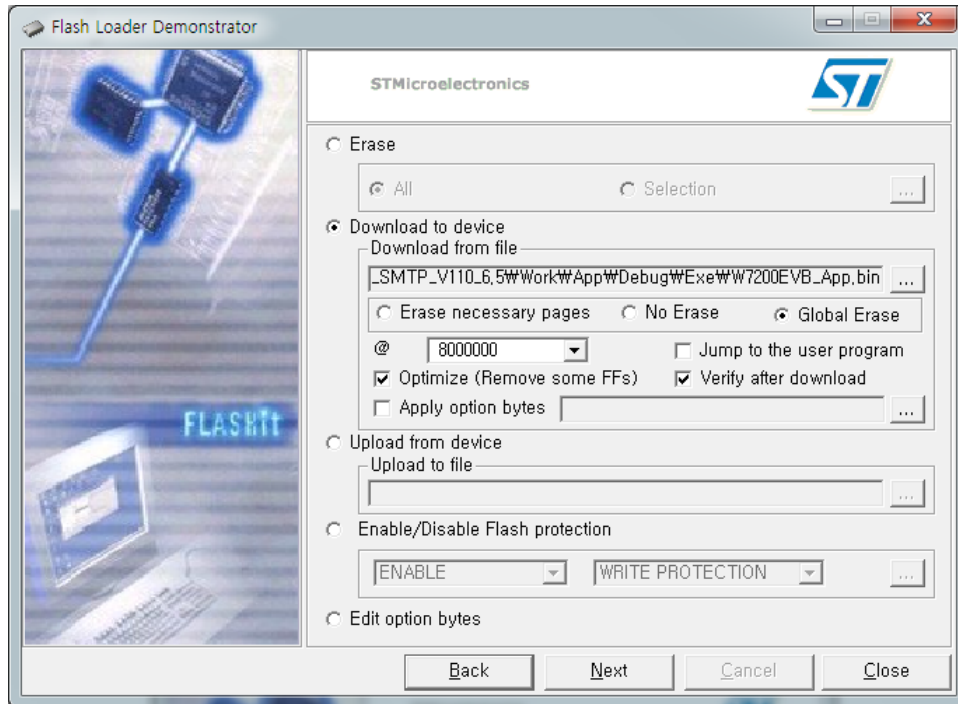 Flash Loader Demonstrator
STMicroelectronics
ST
Erase
All Selection ...
Download to device
Download from file
_SMTP_V110_6,5₩Work₩App₩Debug₩Exe₩W7200EVB_App,bin ...
Erase necessary pages No Erase Global Erase
@ 8000000 Jump to the user program
Optimize (Remove some FFs) Verify after download
Apply option bytes ...
FLASHit
Upload from device
Upload to file
...
Enable/Disable Flash protection
ENABLE WRITE PROTECTION ...
Edit option bytes
Back Next Cancel Close